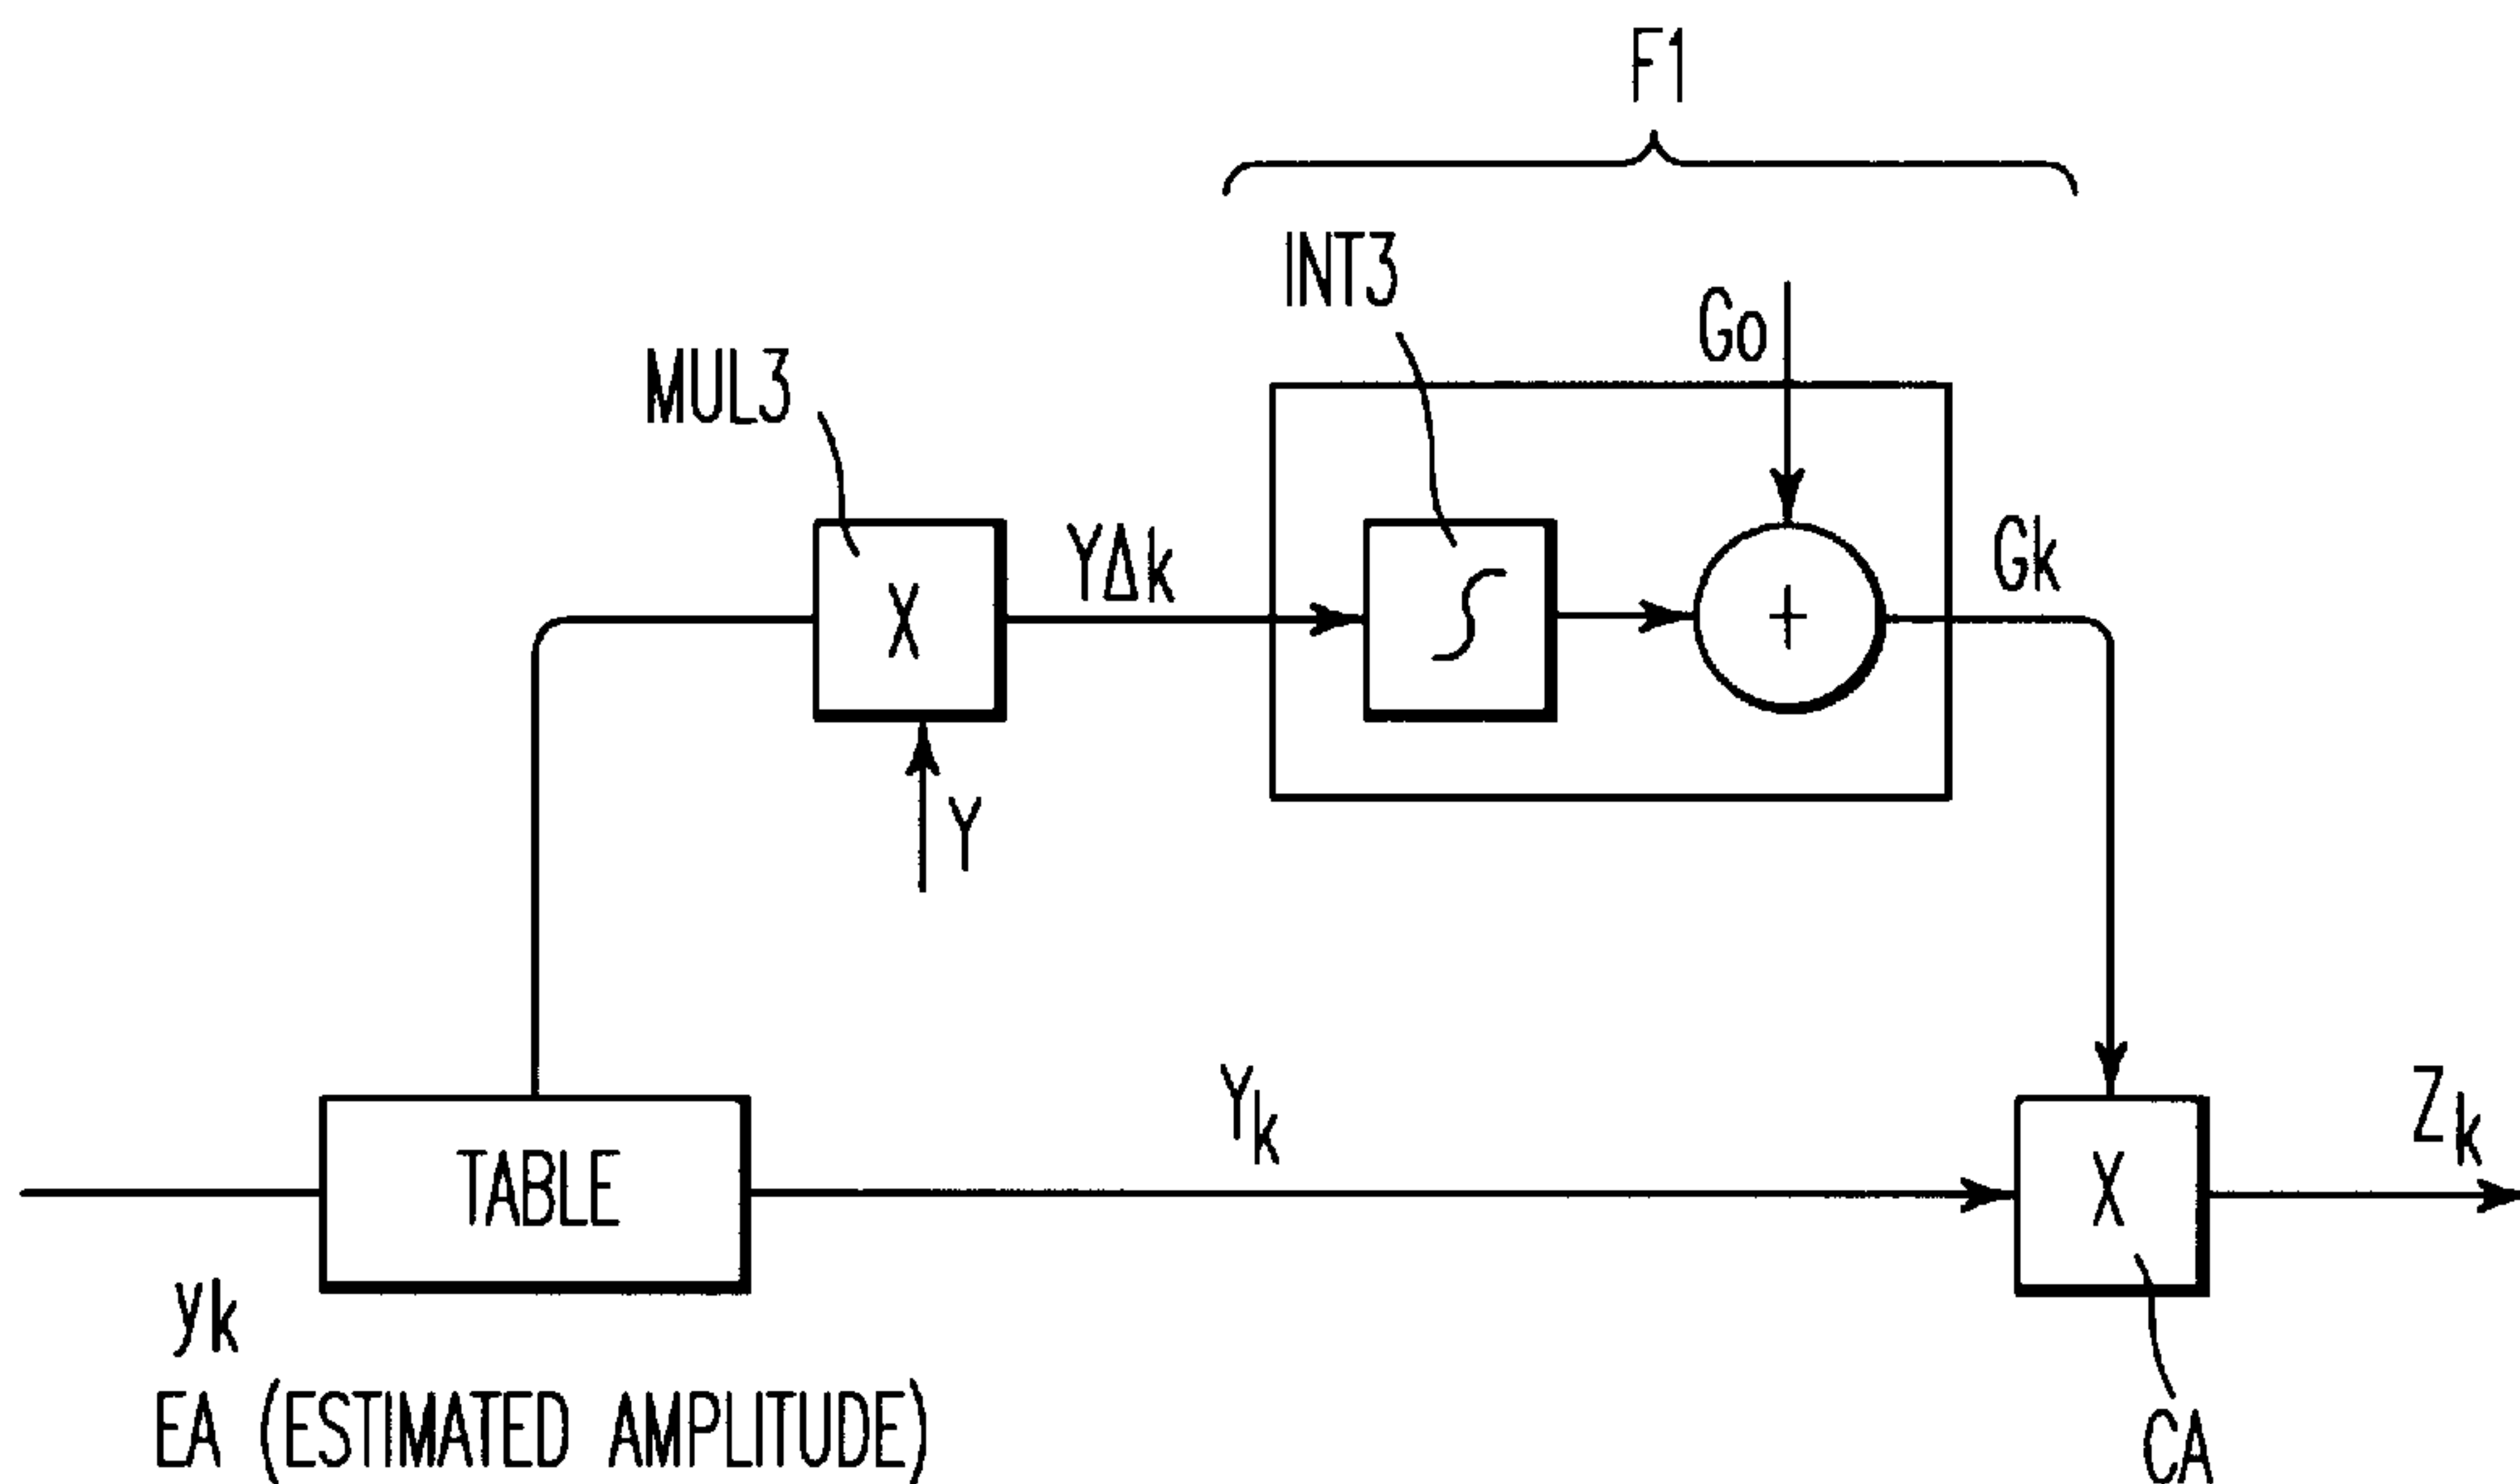 F1
INT3
Go
MUL3
X
YΔk
∫
+
Gk
Y
TABLE
Yk
X
Zk
yk
EA (ESTIMATED AMPLITUDE)
CA